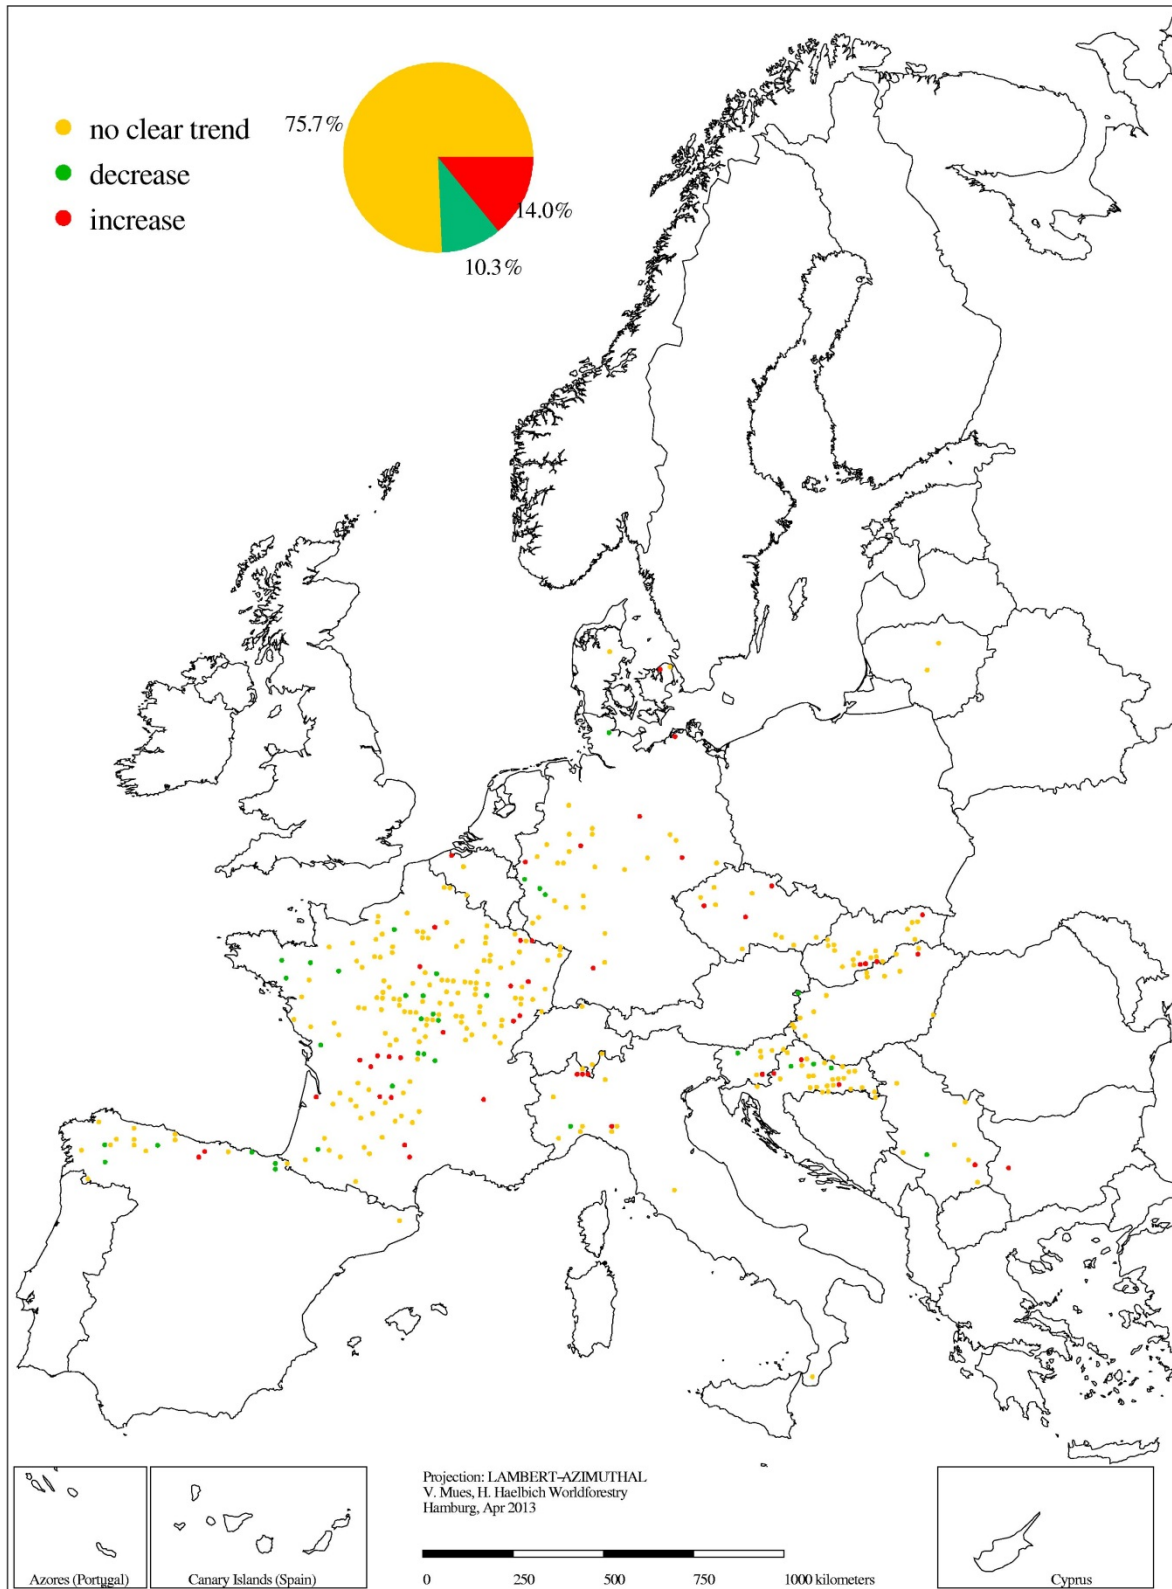 75.7%
no clear trend
decrease
increase
14.0%
10.3%
Projection: LAMBERT-AZIMUTHAL
V. Mues, H. Haelbich Worldforestry
Hamburg, Apr 2013
0 250 500 750 1000 kilometers
Azores (Portugal)
Canary Islands (Spain)
Cyprus